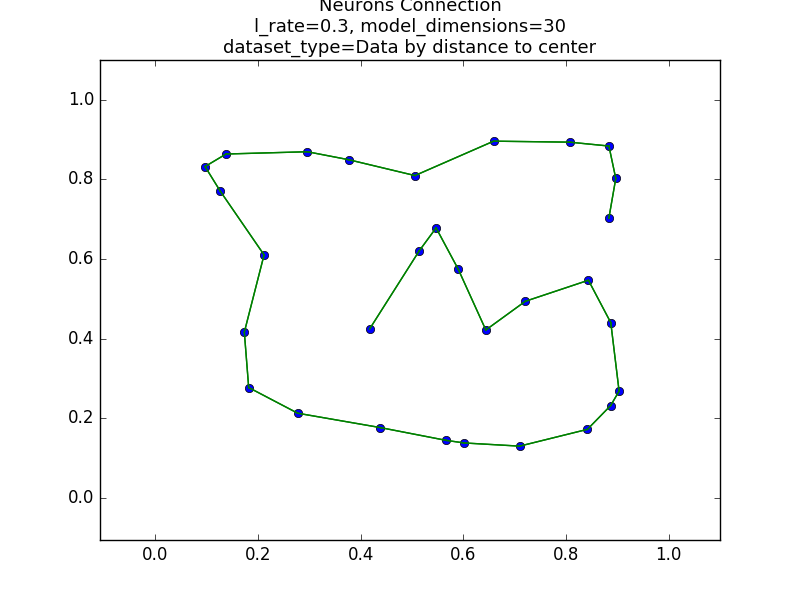 Neurons Connection
l_rate=0.3, model_dimensions=30
dataset_type=Data by distance to center
1.0
0.8
0.6
0.4
0.2
0.0
0.0 0.2 0.4 0.6 0.8 1.0